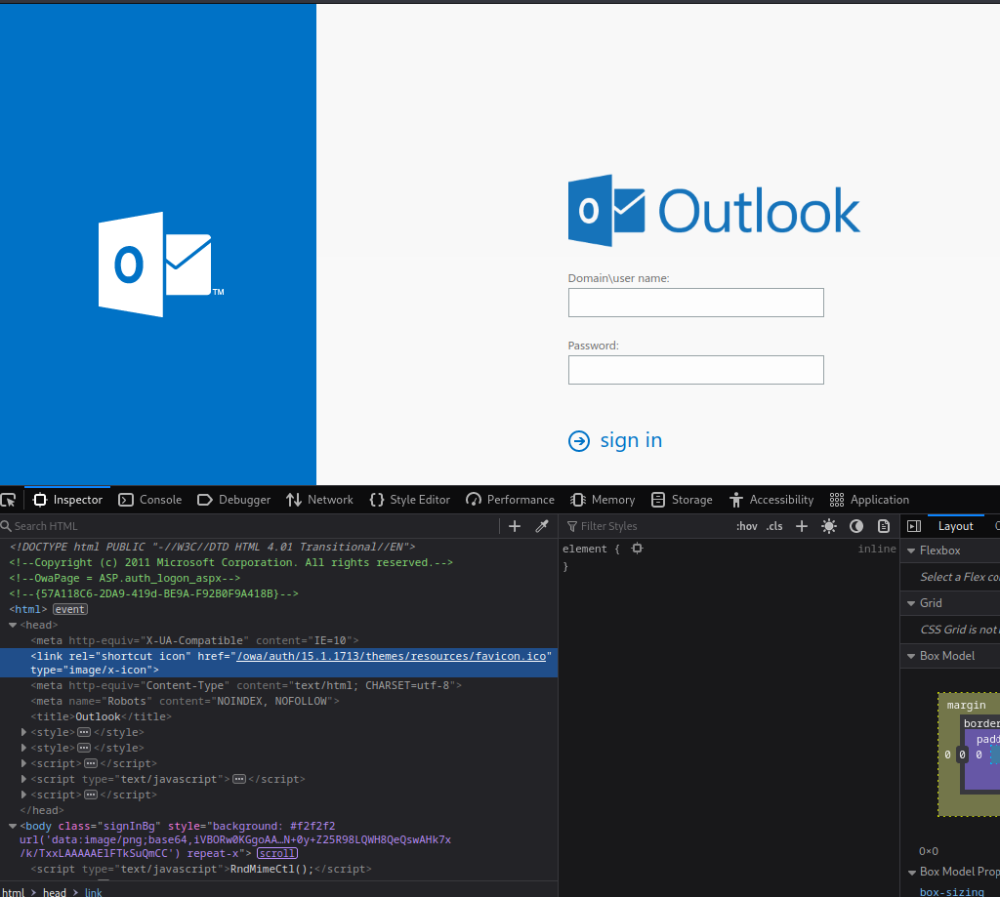 TM
Outlook
Domain\user name:
Password:
sign in
Inspector Console Debugger Network Style Editor Performance Memory Storage Accessibility Application
Search HTML
Filter Styles :hov .cls
Layout
<!DOCTYPE html PUBLIC "-//W3C//DTD HTML 4.01 Transitional//EN">
<!--Copyright (c) 2011 Microsoft Corporation. All rights reserved.-->
<!--OwaPage = ASP.auth_logon_aspx-->
<!--{57A118C6-2DA9-419d-BE9A-F92B0F9A418B}-->
<html> event
<head>
<meta http-equiv="X-UA-Compatible" content="IE=10">
<link rel="shortcut icon" href="/owa/auth/15.1.1713/themes/resources/favicon.ico"
type="image/x-icon">
<meta http-equiv="Content-Type" content="text/html; CHARSET=utf-8">
<meta name="Robots" content="NOINDEX, NOFOLLOW">
<title>Outlook</title>
<style>⋯</style>
<style>⋯</style>
<script>⋯</script>
<script type="text/javascript">⋯</script>
<script>⋯</script>
</head>
<body class="signInBg" style="background: #f2f2f2
url('data:image/png;base64,iVBORw0KGgoAA…N+0y+Z25R98LQWH8QeQswAHk7x
/k/TxxLAAAAAElFTkSuQmCC') repeat-x"> scroll
<script type="text/javascript">RndMimeCtl();</script>
html > head > link
element { inline
}
Flexbox
Select a Flex co
Grid
CSS Grid is not
Box Model
margin
border
padd
0 0 0
0×0
Box Model Prop
box-sizing